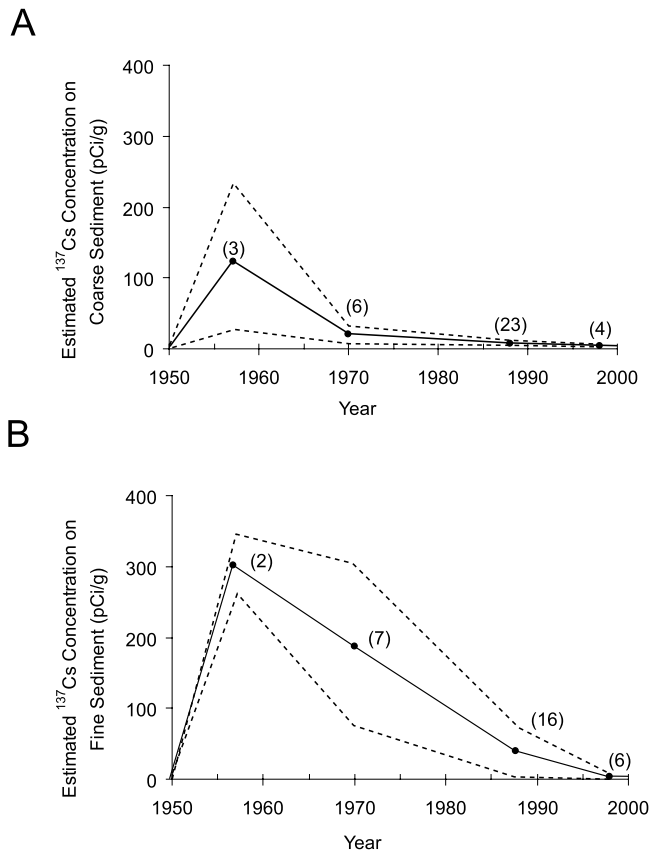 A
Estimated ¹³⁷Cs Concentration on
Coarse Sediment (pCi/g)
400
300
200
100
0
(3)
(6)
(23)
(4)
1950 1960 1970 1980 1990 2000
Year
B
Estimated ¹³⁷Cs Concentration on
Fine Sediment (pCi/g)
400
300
200
100
0
(2)
(7)
(16)
(6)
1950 1960 1970 1980 1990 2000
Year